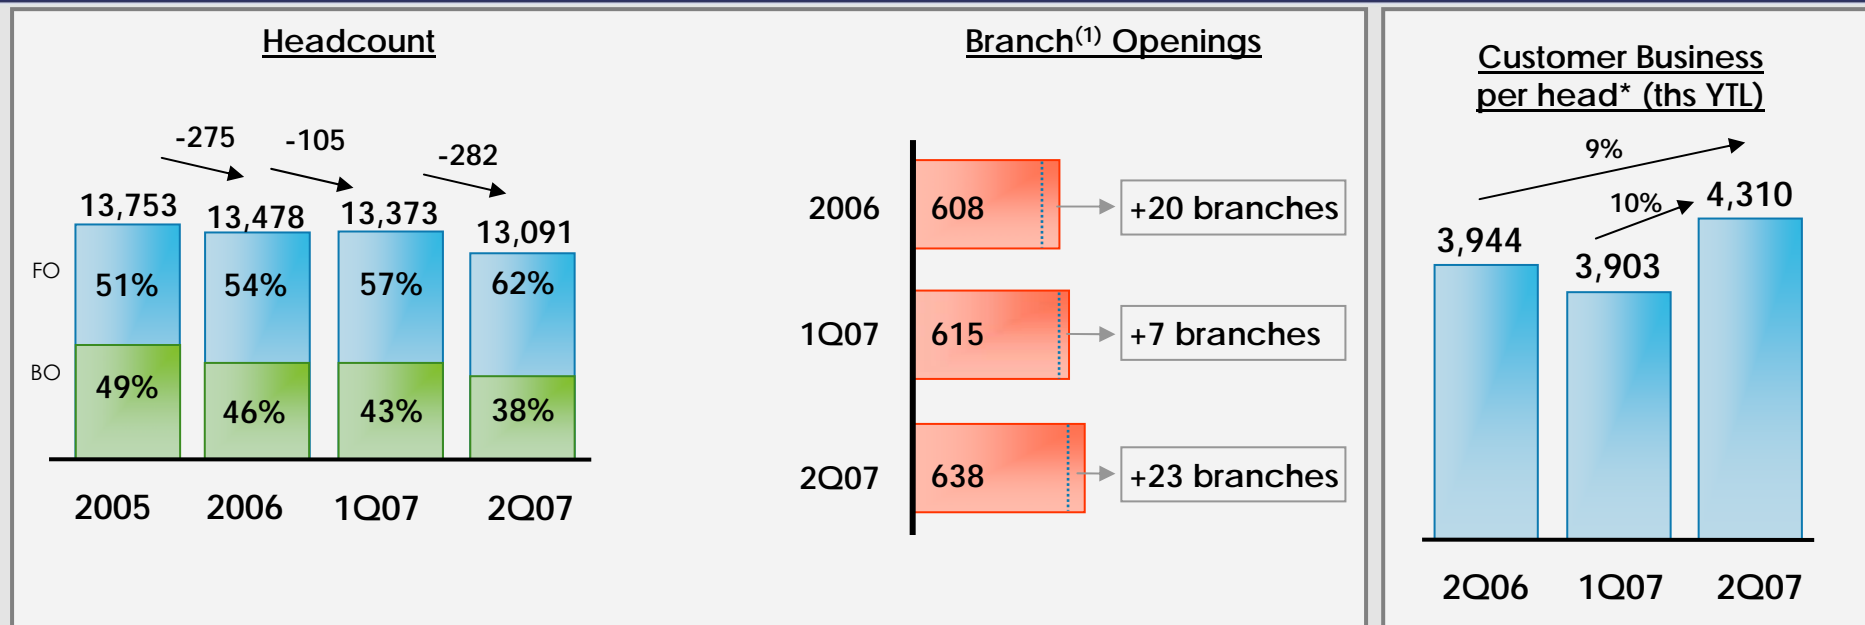 Headcount
-275
-105
-282
13,753
13,478
13,373
13,091
FO
51%
54%
57%
62%
BO
49%
46%
43%
38%
2005
2006
1Q07
2Q07
Branch(1) Openings
2006
608
+20 branches
1Q07
615
+7 branches
2Q07
638
+23 branches
Customer Business
per head* (ths YTL)
9%
10%
3,944
3,903
4,310
2Q06
1Q07
2Q07